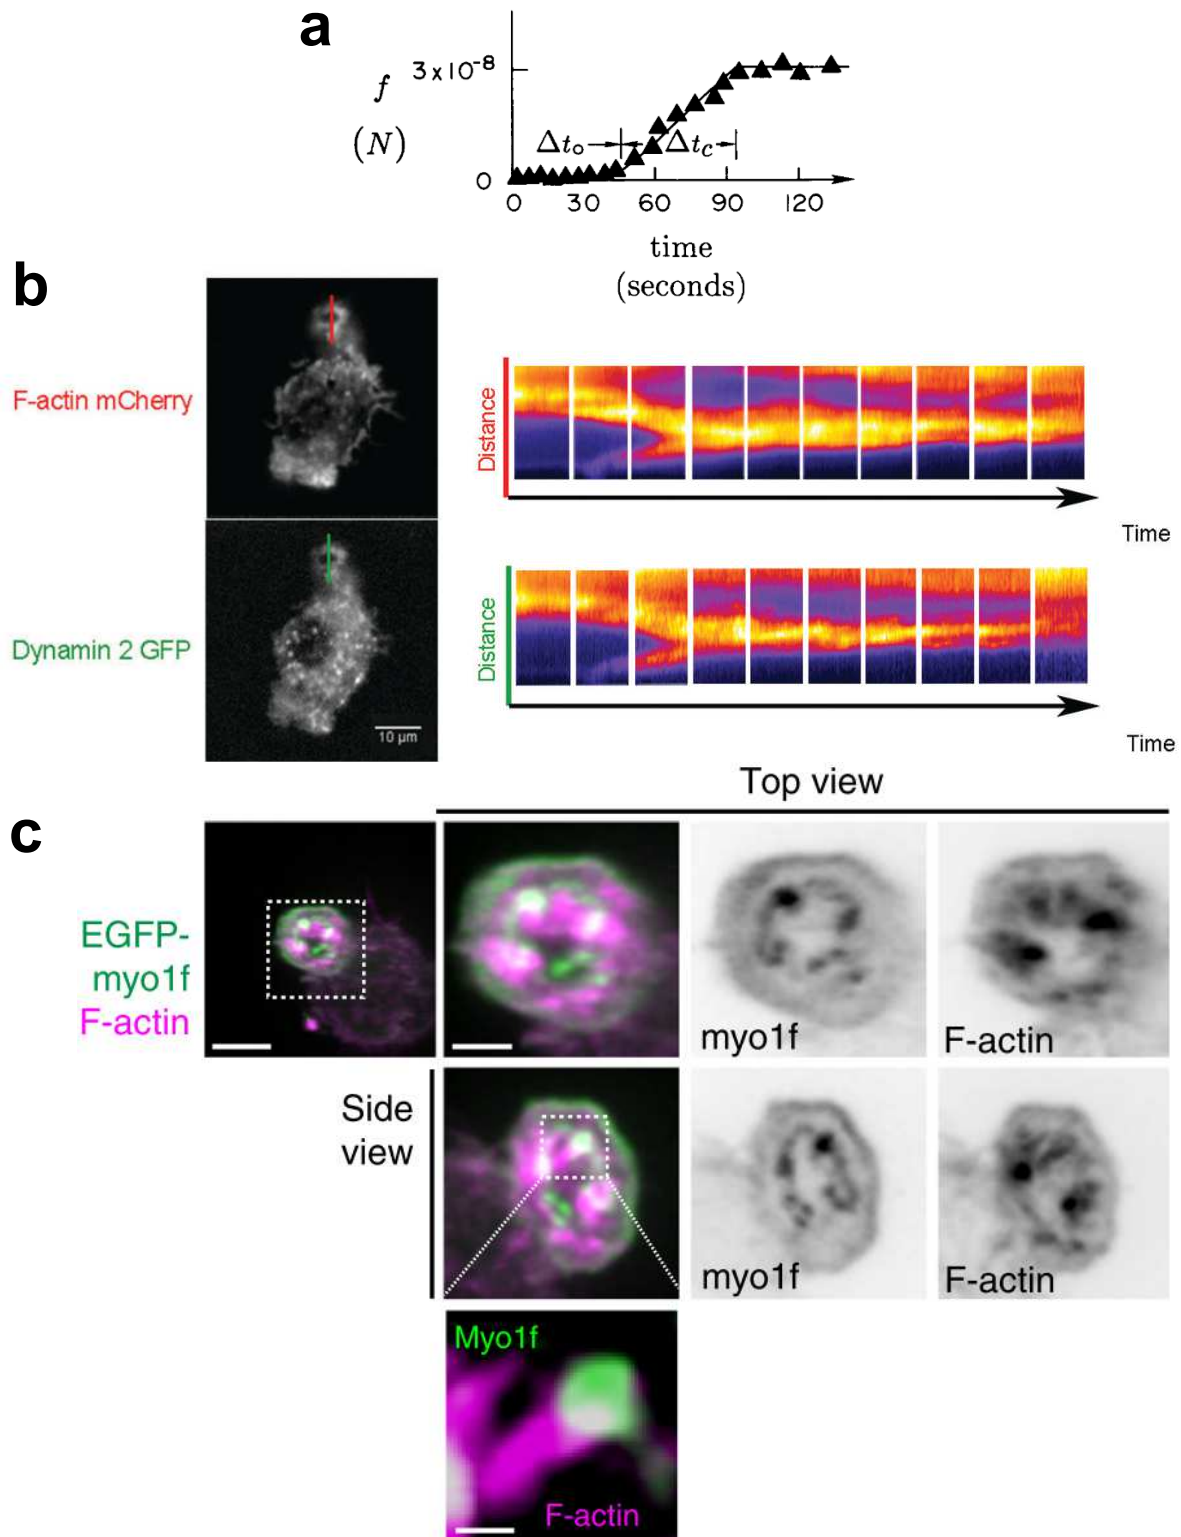 a
f
(N)
3x10⁻⁸
0
Δt₀
Δt_c
0 30 60 90 120
time
(seconds)
b
F-actin mCherry
Distance
Time
Dynamin 2 GFP
10 µm
Distance
Time
c
Top view
EGFP-
myo1f
F-actin
myo1f
F-actin
Side
view
myo1f
F-actin
Myo1f
F-actin